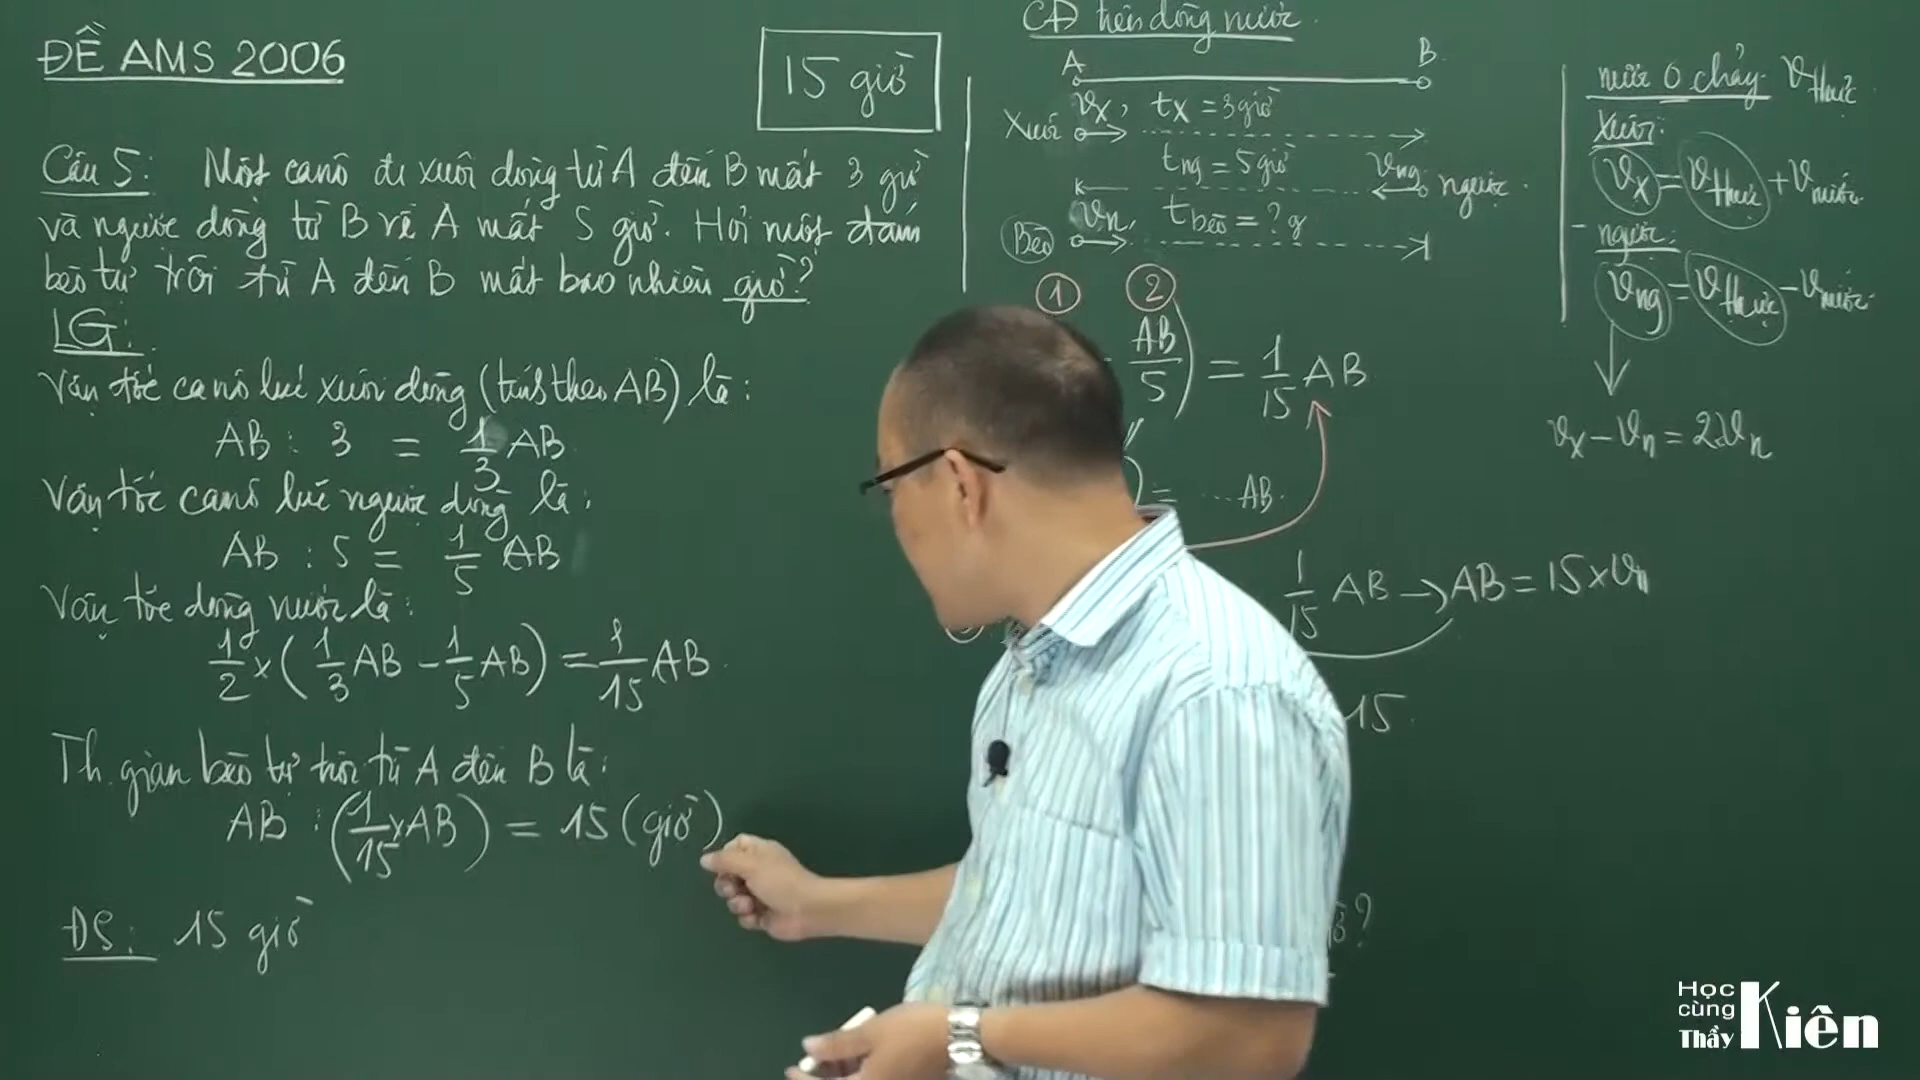 ĐỀ AMS 2006
15 giờ
Câu 5: Một canô đi xuôi dòng từ A đến B mất 3 giờ
và ngược dòng từ B về A mất 5 giờ. Hỏi một đám
bèo tự trôi từ A đến B mất bao nhiêu giờ?
LG:
Vận tốc canô lúc xuôi dòng (tính theo AB) là:
AB : 3 = 1/3 AB
Vận tốc canô lúc ngược dòng là:
AB : 5 = 1/5 AB
Vận tốc dòng nước là:
1/2 × (1/3 AB - 1/5 AB) = 1/15 AB
Th. gian bèo tự trôi từ A đến B là:
AB : (1/15 × AB) = 15 (giờ)
ĐS: 15 giờ
CĐ trên dòng nước.
A B
Xuôi vx, tx = 3 giờ
tng = 5 giờ vng ngược
Bèo vn, tbèo = ? g
1 2
AB/5) = 1/15 AB
= ... AB
1/15 AB → AB = 15 × vn
15
?
nước 0 chảy vthực
Xuôi:
vx = vthực + vnước
- ngược:
vng = vthực - vnước
vx - vn = 2vn
Học cùng Thầy Kiên